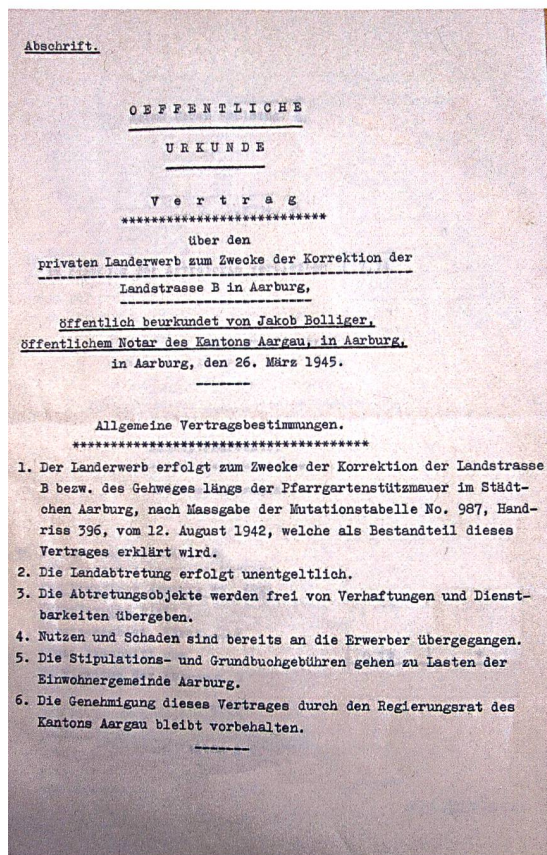 Abschrift.
OEFFENTLICHE
URKUNDE
Vertrag
***************************
über den
privaten Landerwerb zum Zwecke der Korrektion der
Landstrasse B in Aarburg,
öffentlich beurkundet von Jakob Bolliger,
öffentlichem Notar des Kantons Aargau, in Aarburg,
in Aarburg, den 26. März 1945.
-------
Allgemeine Vertragsbestimmungen.
***************************************
1. Der Landerwerb erfolgt zum Zwecke der Korrektion der Landstrasse
B bezw. des Gehweges längs der Pfarrgartenstützmauer im Städt-
chen Aarburg, nach Massgabe der Mutationstabelle No. 987, Hand-
riss 396, vom 12. August 1942, welche als Bestandteil dieses
Vertrages erklärt wird.
2. Die Landabtretung erfolgt unentgeltlich.
3. Die Abtretungsobjekte werden frei von Verhaftungen und Dienst-
barkeiten übergeben.
4. Nutzen und Schaden sind bereits an die Erwerber übergegangen.
5. Die Stipulations- und Grundbuchgebühren gehen zu Lasten der
Einwohnergemeinde Aarburg.
6. Die Genehmigung dieses Vertrages durch den Regierungsrat des
Kantons Aargau bleibt vorbehalten.
-------